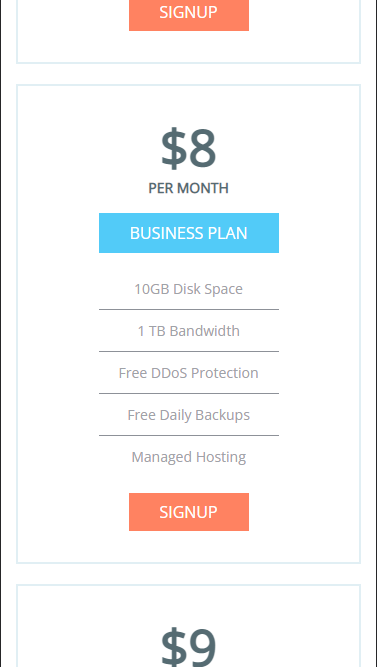 SIGNUP
$8
PER MONTH
BUSINESS PLAN
10GB Disk Space
1 TB Bandwidth
Free DDoS Protection
Free Daily Backups
Managed Hosting
SIGNUP
$9